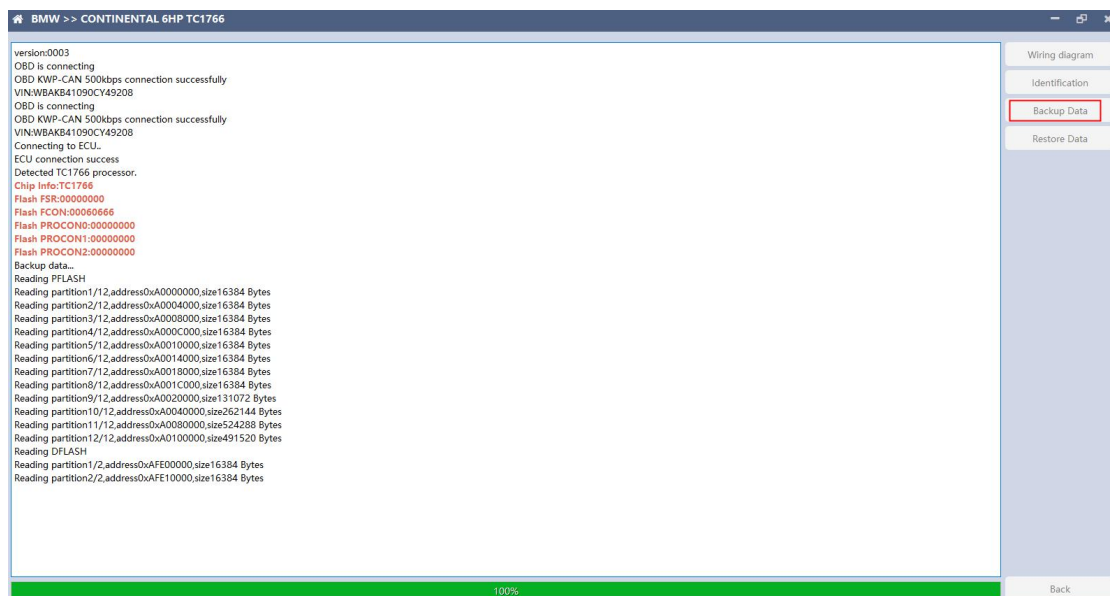 BMW >> CONTINENTAL 6HP TC1766
version:0003
OBD is connecting
OBD KWP-CAN 500kbps connection successfully
VIN:WBAKB41090CY49208
OBD is connecting
OBD KWP-CAN 500kbps connection successfully
VIN:WBAKB41090CY49208
Connecting to ECU..
ECU connection success
Detected TC1766 processor.
Chip Info:TC1766
Flash FSR:00000000
Flash FCON:00060666
Flash PROCON0:00000000
Flash PROCON1:00000000
Flash PROCON2:00000000
Backup data...
Reading PFLASH
Reading partition1/12,address0xA0000000,size16384 Bytes
Reading partition2/12,address0xA0004000,size16384 Bytes
Reading partition3/12,address0xA0008000,size16384 Bytes
Reading partition4/12,address0xA000C000,size16384 Bytes
Reading partition5/12,address0xA0010000,size16384 Bytes
Reading partition6/12,address0xA0014000,size16384 Bytes
Reading partition7/12,address0xA0018000,size16384 Bytes
Reading partition8/12,address0xA001C000,size16384 Bytes
Reading partition9/12,address0xA0020000,size131072 Bytes
Reading partition10/12,address0xA0040000,size262144 Bytes
Reading partition11/12,address0xA0080000,size524288 Bytes
Reading partition12/12,address0xA0100000,size491520 Bytes
Reading DFLASH
Reading partition1/2,address0xAFE00000,size16384 Bytes
Reading partition2/2,address0xAFE10000,size16384 Bytes
100%
Wiring diagram
Identification
Backup Data
Restore Data
Back